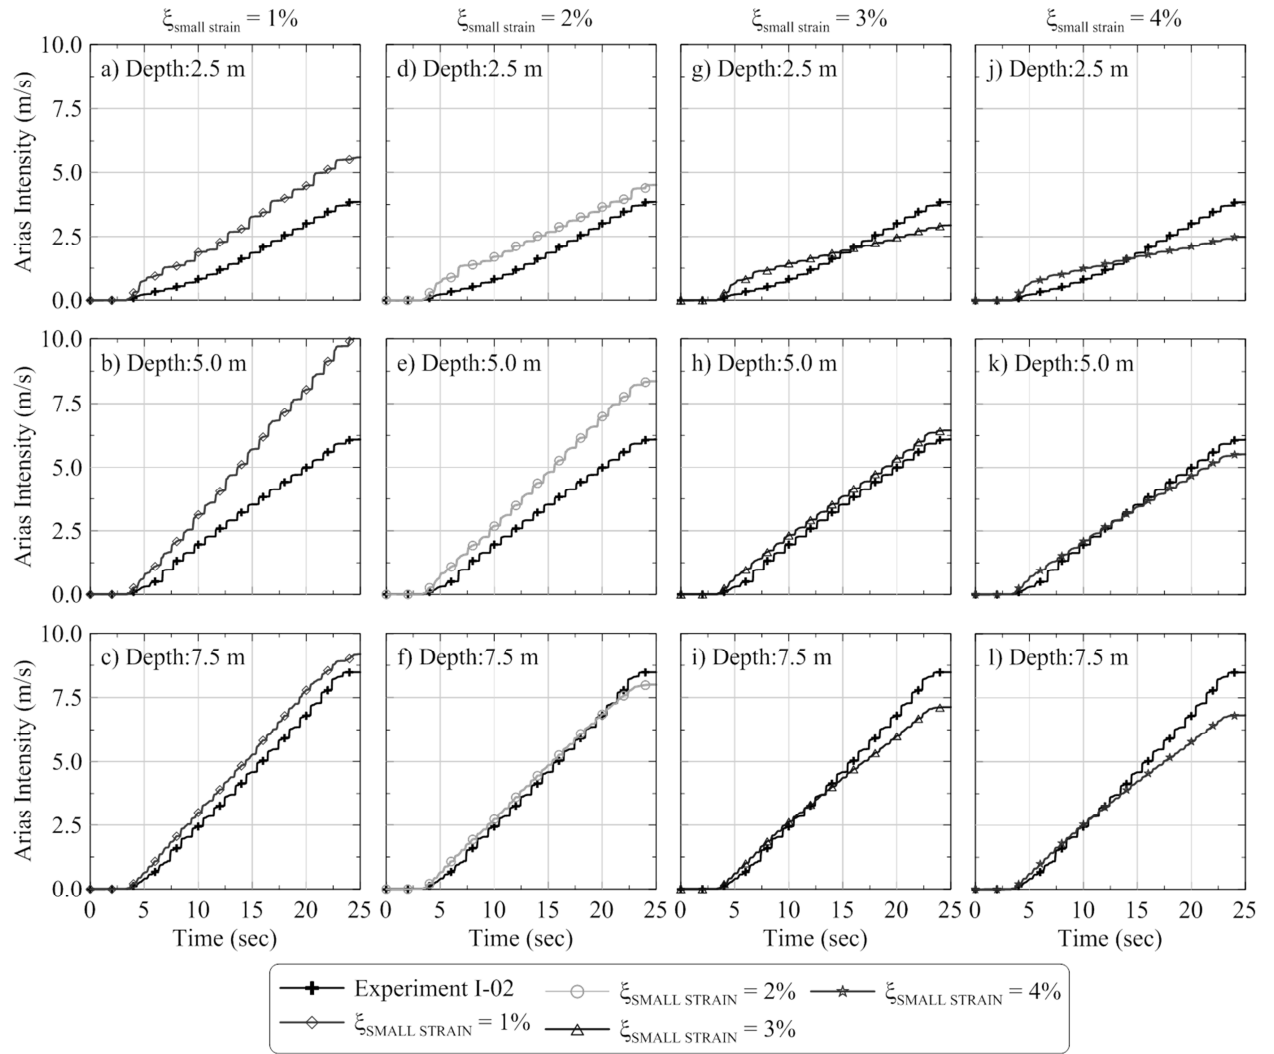 ξsmall strain = 1%
ξsmall strain = 2%
ξsmall strain = 3%
ξsmall strain = 4%
10.0
7.5
5.0
2.5
0.0
Arias Intensity (m/s)
a) Depth:2.5 m
d) Depth:2.5 m
g) Depth:2.5 m
j) Depth:2.5 m
10.0
7.5
5.0
2.5
0.0
Arias Intensity (m/s)
b) Depth:5.0 m
e) Depth:5.0 m
h) Depth:5.0 m
k) Depth:5.0 m
10.0
7.5
5.0
2.5
0.0
Arias Intensity (m/s)
c) Depth:7.5 m
f) Depth:7.5 m
i) Depth:7.5 m
l) Depth:7.5 m
0 5 10 15 20 25
0 5 10 15 20 25
0 5 10 15 20 25
0 5 10 15 20 25
Time (sec)
Time (sec)
Time (sec)
Time (sec)
Experiment I-02
ξSMALL STRAIN = 1%
ξSMALL STRAIN = 2%
ξSMALL STRAIN = 3%
ξSMALL STRAIN = 4%